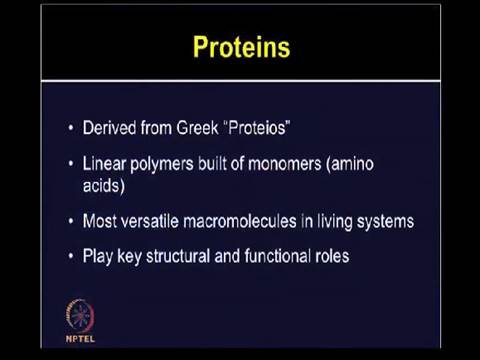 Proteins
• Derived from Greek “Proteios”
• Linear polymers built of monomers (amino
acids)
• Most versatile macromolecules in living systems
• Play key structural and functional roles
NPTEL